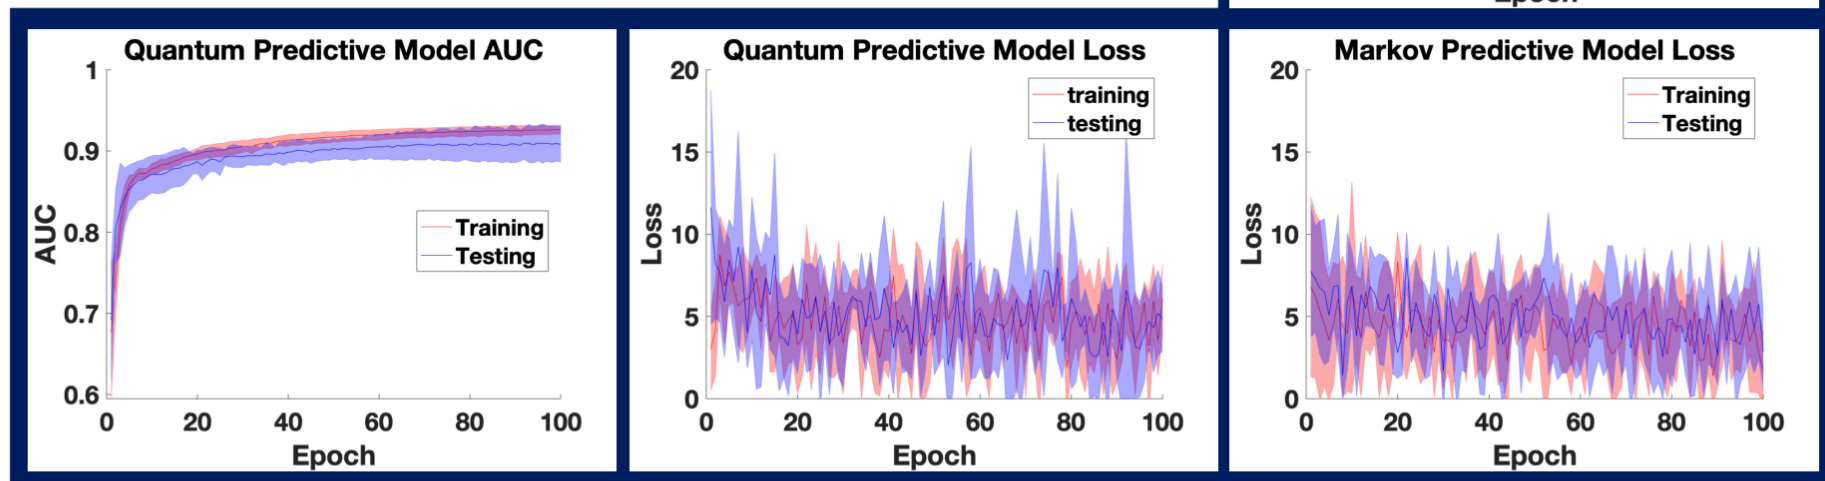 Epoch
Quantum Predictive Model AUC
1
0.9
0.8
0.7
0.6
AUC
Training
Testing
0 20 40 60 80 100
Epoch
Quantum Predictive Model Loss
20
15
10
5
0
Loss
training
testing
0 20 40 60 80 100
Epoch
Markov Predictive Model Loss
20
15
10
5
0
Loss
Training
Testing
0 20 40 60 80 100
Epoch